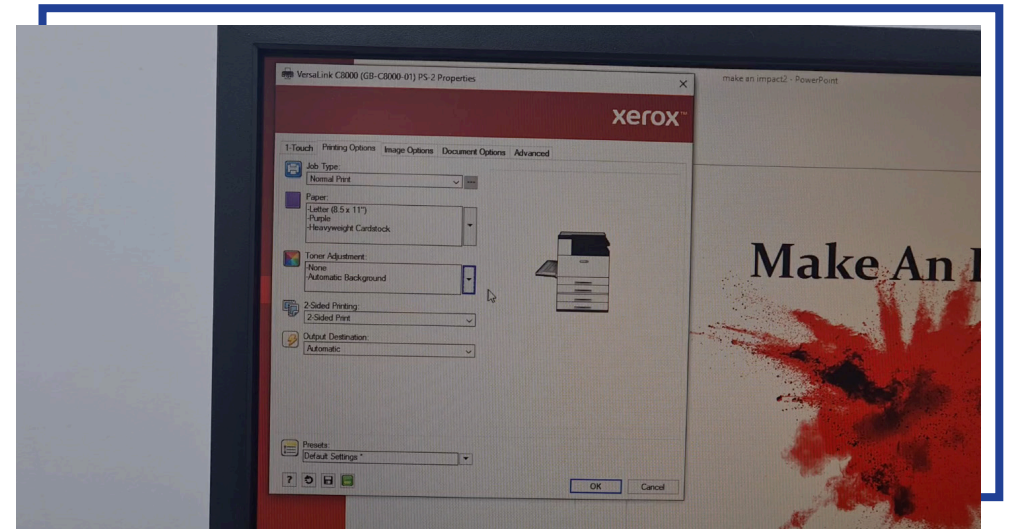 VersaLink C8000 (GB-C8000-01) PS-2 Properties
make an impact2 - PowerPoint
xerox™
1-Touch Printing Options Image Options Document Options Advanced
Job Type:
Normal Print
Paper:
-Letter (8.5 x 11")
-Purple
-Heavyweight Cardstock
Toner Adjustment:
-None
-Automatic Background
2-Sided Printing:
2-Sided Print
Output Destination:
Automatic
Presets:
Default Settings *
?
OK Cancel
Make An